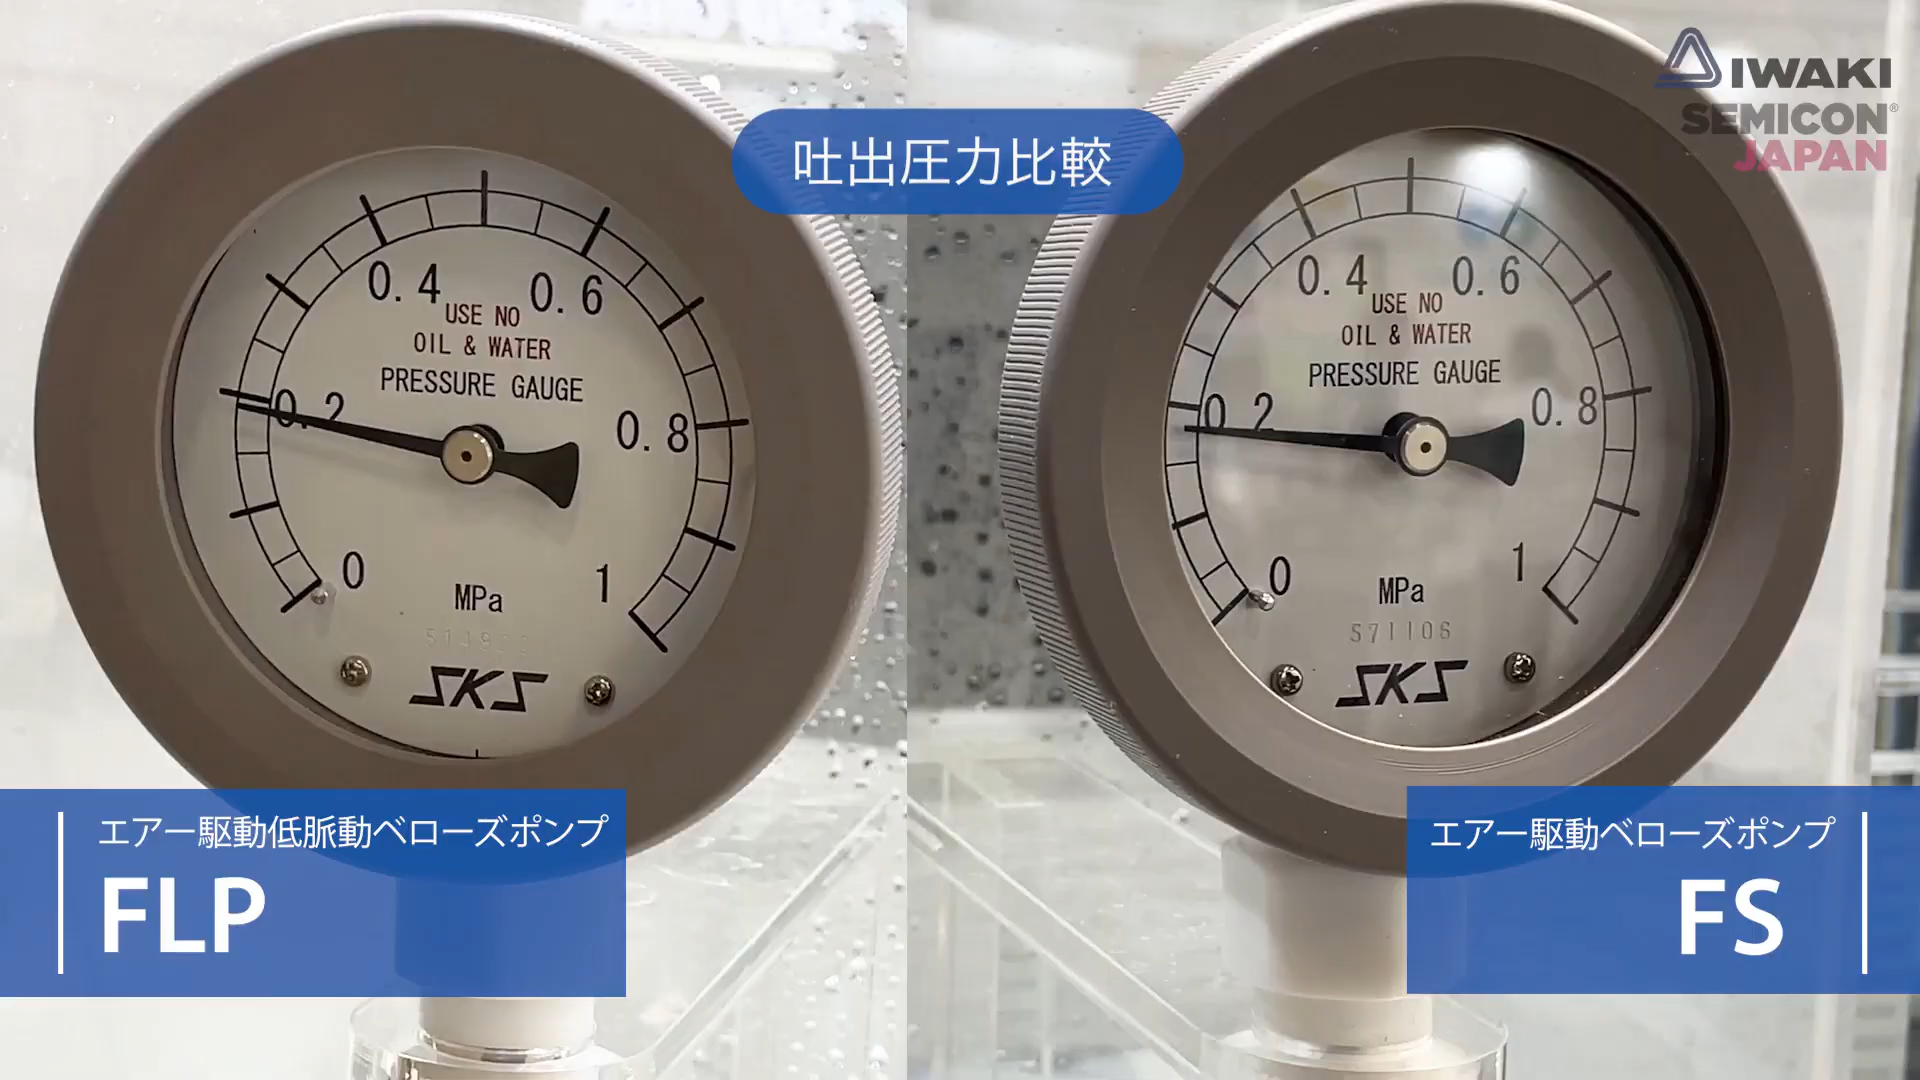 吐出圧力比較
IWAKI
SEMICON®
JAPAN
0.4 0.6
USE NO
OIL & WATER
PRESSURE GAUGE
0.2 0.8
0 1
MPa
SKS
0.4 0.6
USE NO
OIL & WATER
PRESSURE GAUGE
0.2 0.8
0 1
MPa
571106
SKS
エアー駆動低脈動ベローズポンプ
FLP
エアー駆動ベローズポンプ
FS